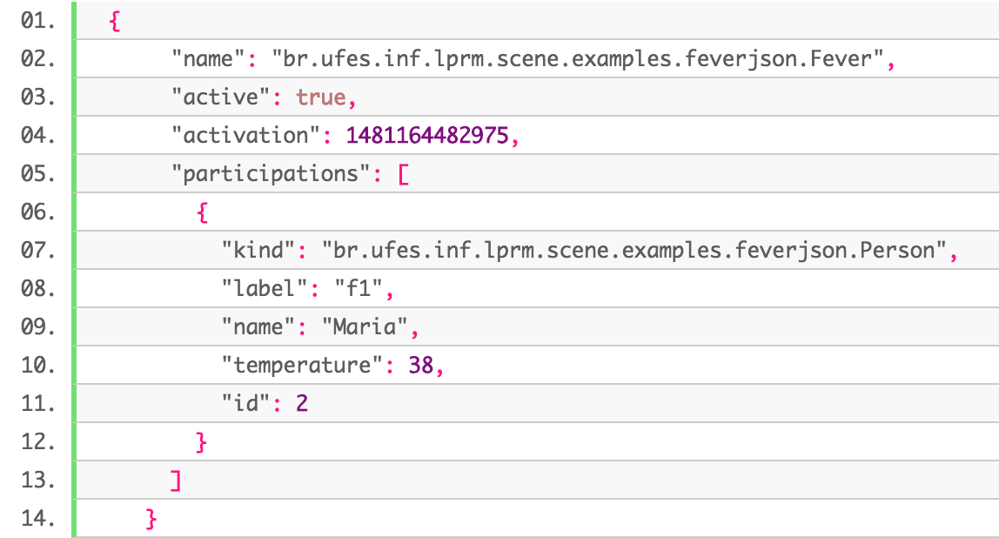 01. {
02. "name": "br.ufes.inf.lprm.scene.examples.feverjson.Fever",
03. "active": true,
04. "activation": 1481164482975,
05. "participations": [
06. {
07. "kind": "br.ufes.inf.lprm.scene.examples.feverjson.Person",
08. "label": "f1",
09. "name": "Maria",
10. "temperature": 38,
11. "id": 2
12. }
13. ]
14. }